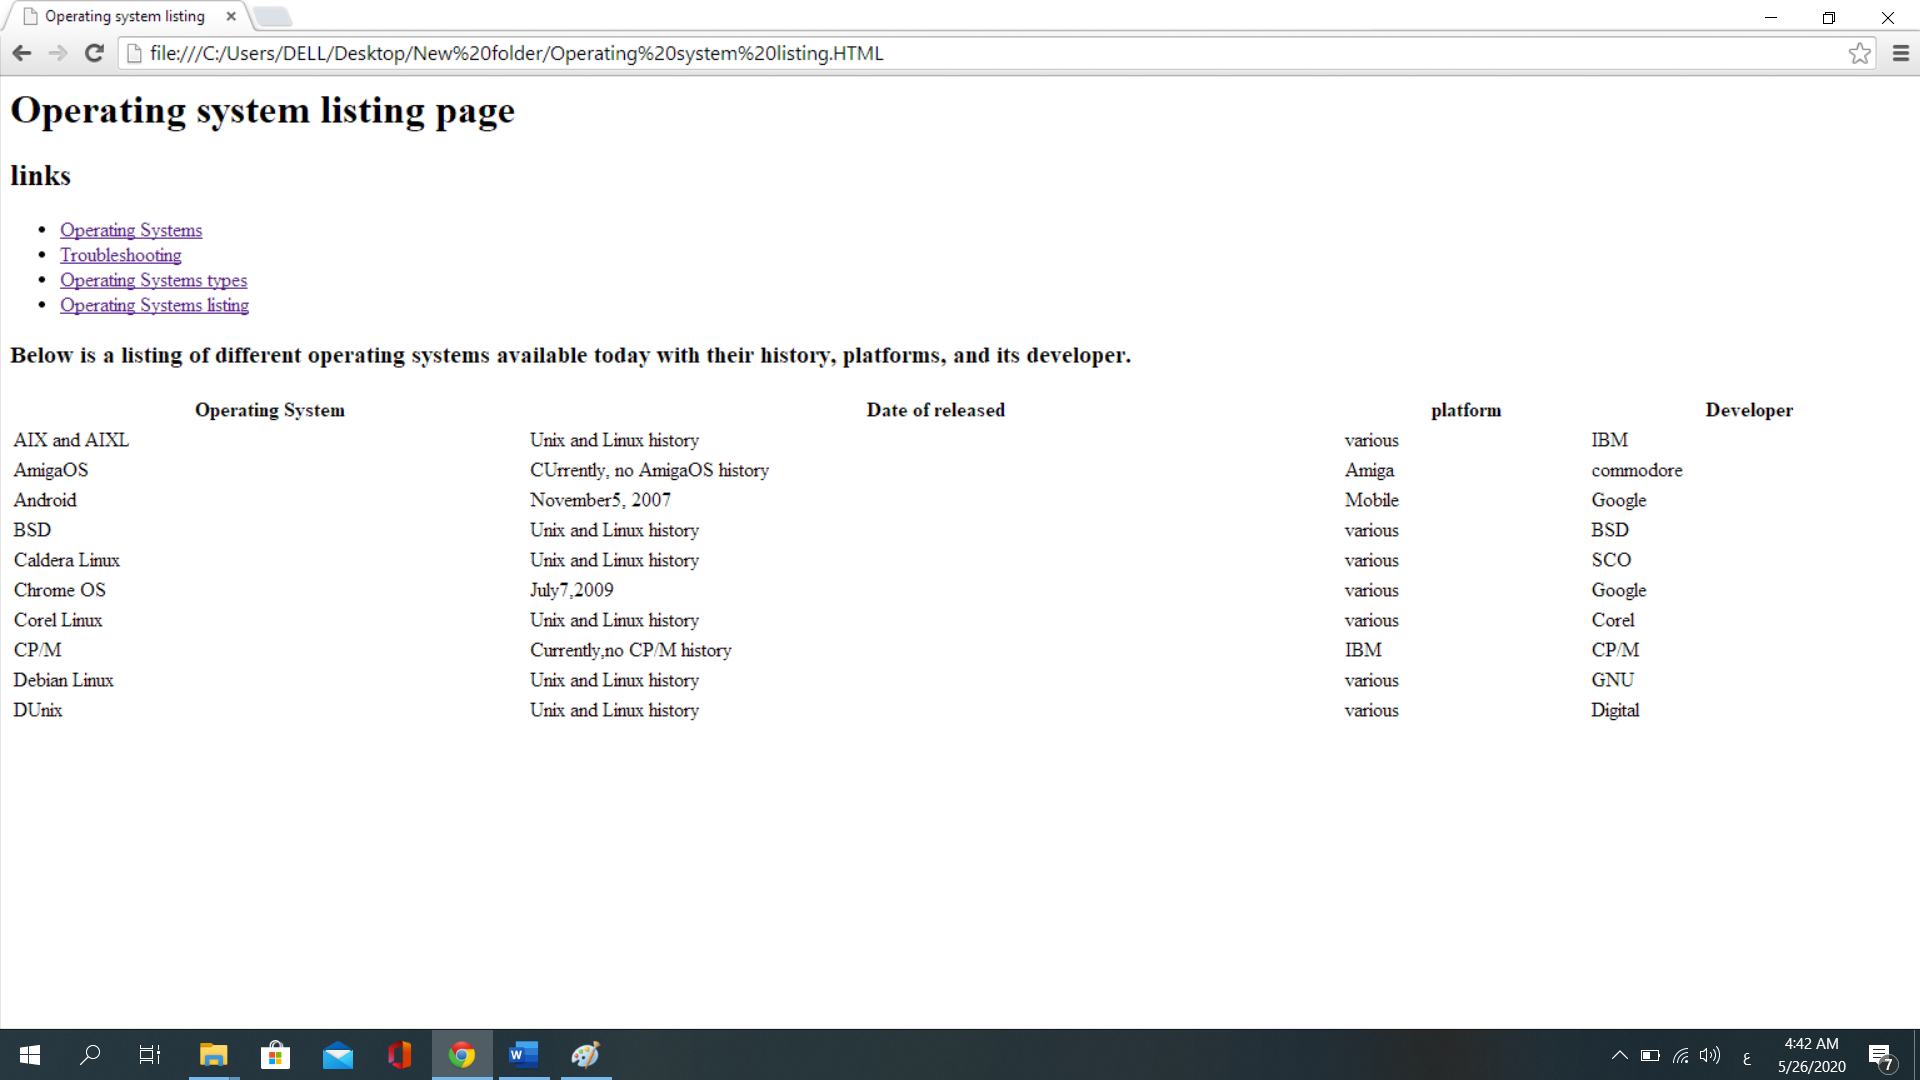 Operating system listing
file:///C:/Users/DELL/Desktop/New%20folder/Operating%20system%20listing.HTML
Operating system listing page
links
Operating Systems
Troubleshooting
Operating Systems types
Operating Systems listing
Below is a listing of different operating systems available today with their history, platforms, and its developer.
Operating System Date of released platform Developer
AIX and AIXL Unix and Linux history various IBM
AmigaOS CUrrently, no AmigaOS history Amiga commodore
Android November5, 2007 Mobile Google
BSD Unix and Linux history various BSD
Caldera Linux Unix and Linux history various SCO
Chrome OS July7,2009 various Google
Corel Linux Unix and Linux history various Corel
CP/M Currently,no CP/M history IBM CP/M
Debian Linux Unix and Linux history various GNU
DUnix Unix and Linux history various Digital
W
ع
4:42 AM
5/26/2020
7